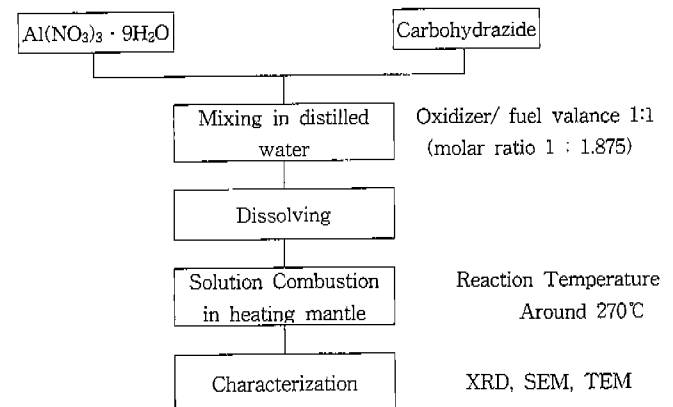 Al(NO₃)₃ · 9H₂O
Carbohydrazide
Mixing in distilled
water
Oxidizer/ fuel valance 1:1
(molar ratio 1 : 1.875)
Dissolving
Solution Combustion
in heating mantle
Reaction Temperature
Around 270℃
Characterization
XRD, SEM, TEM